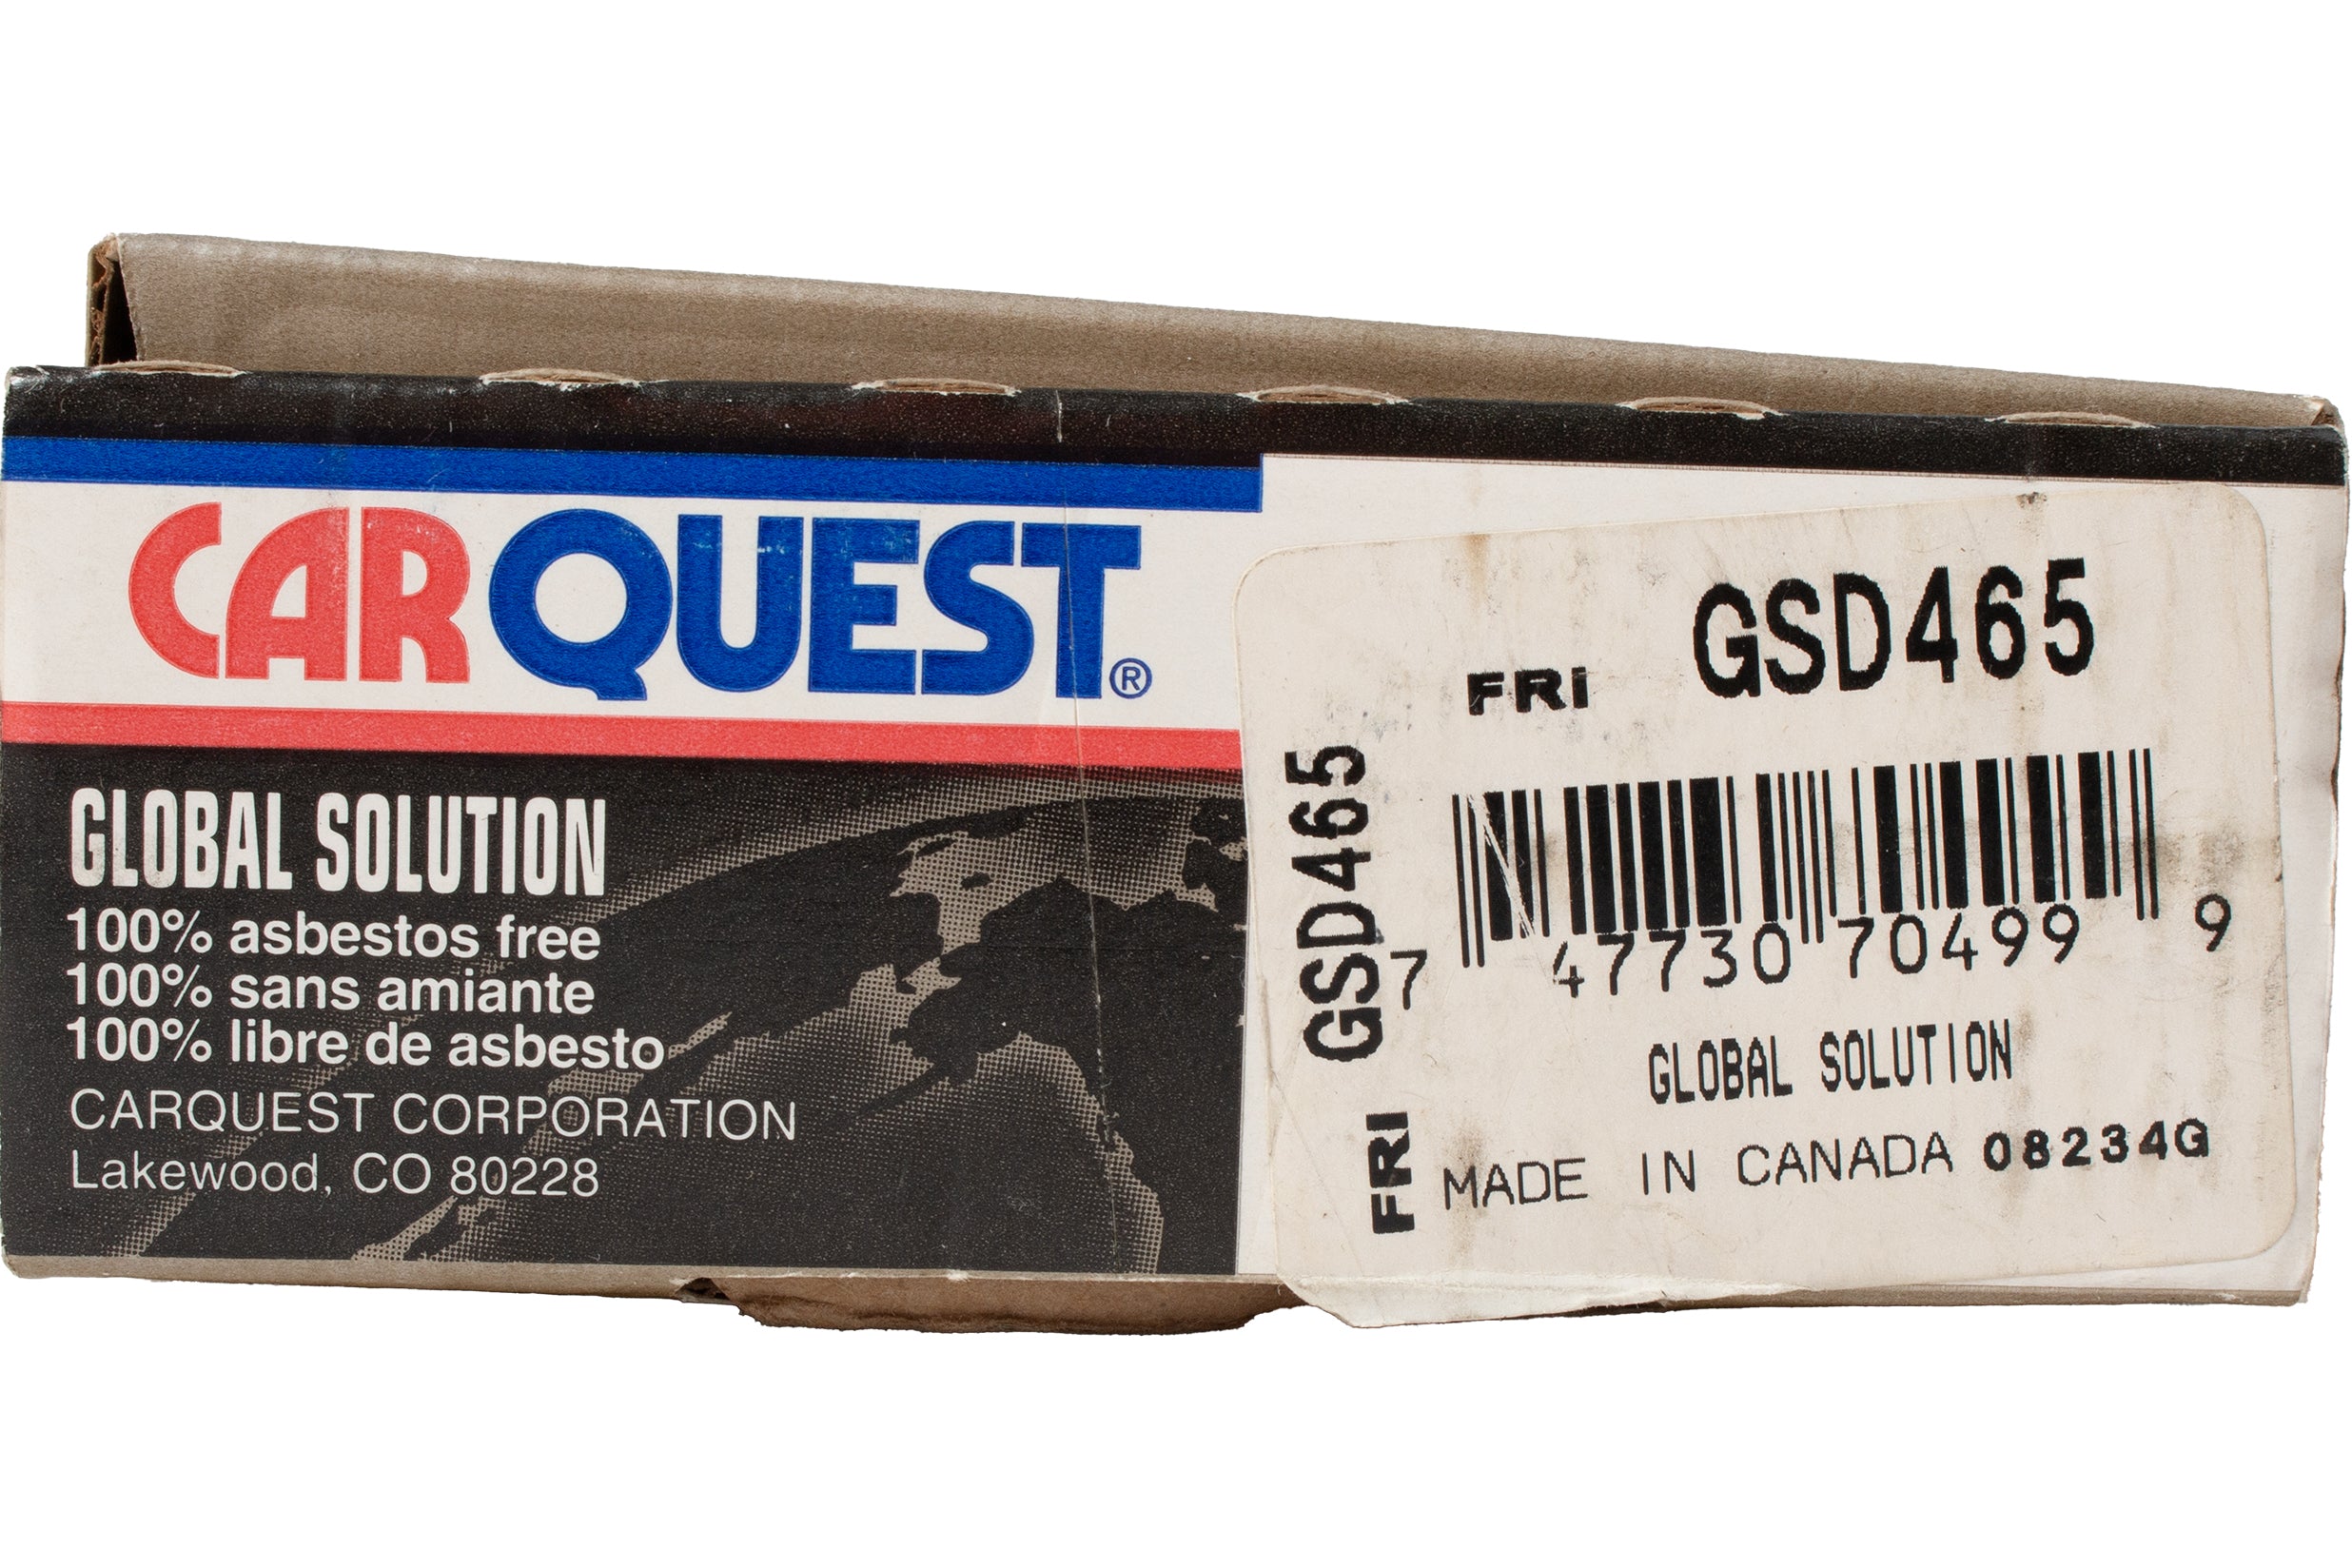 CARQUEST®
GLOBAL SOLUTION
100% asbestos free
100% sans amiante
100% libre de asbesto
CARQUEST CORPORATION
Lakewood, CO 80228
FRI GSD465
FRI GSD465
7 47730 70499 9
GLOBAL SOLUTION
MADE IN CANADA 08234G